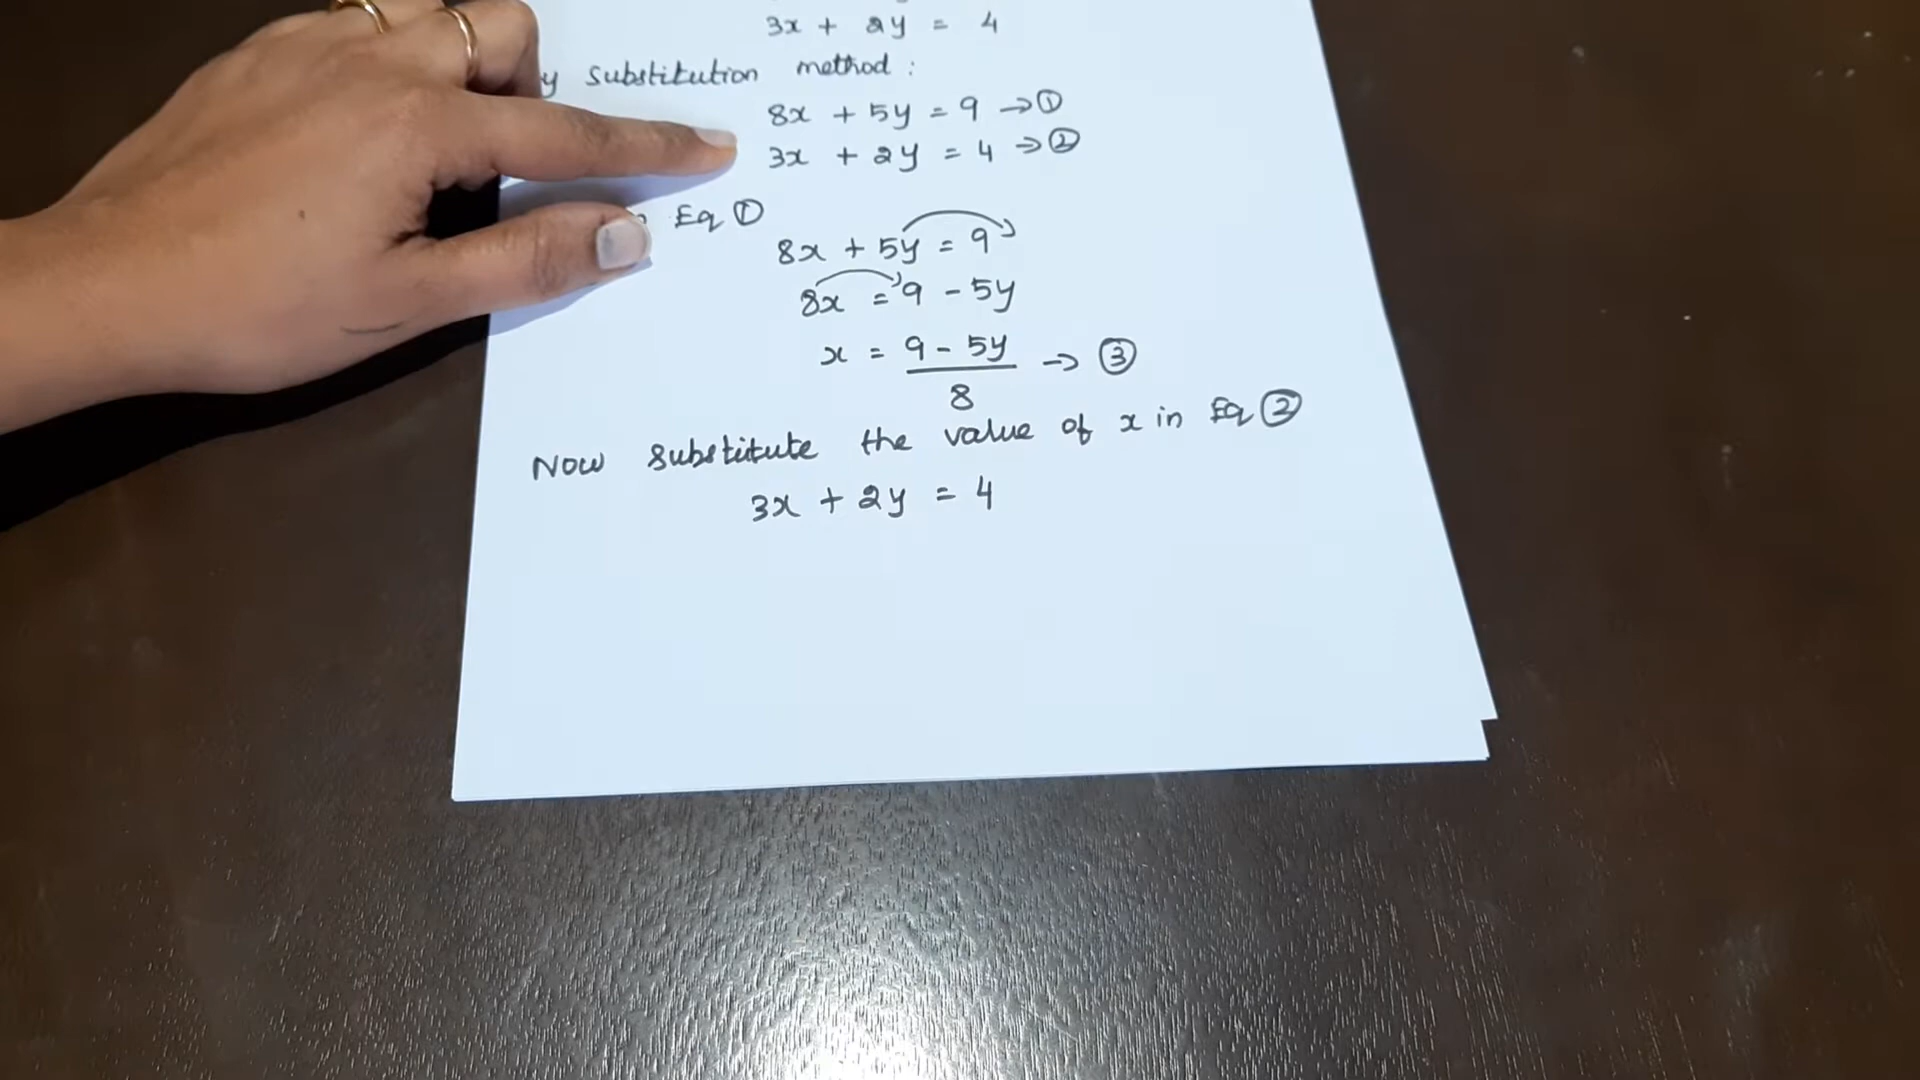 3x + 2y = 4
y substitution method :
8x + 5y = 9 → ①
3x + 2y = 4 → ②
Eq ①
8x + 5y = 9
8x = 9 - 5y
x = 9 - 5y → ③
8
Now substitute the value of x in Eq ②
3x + 2y = 4